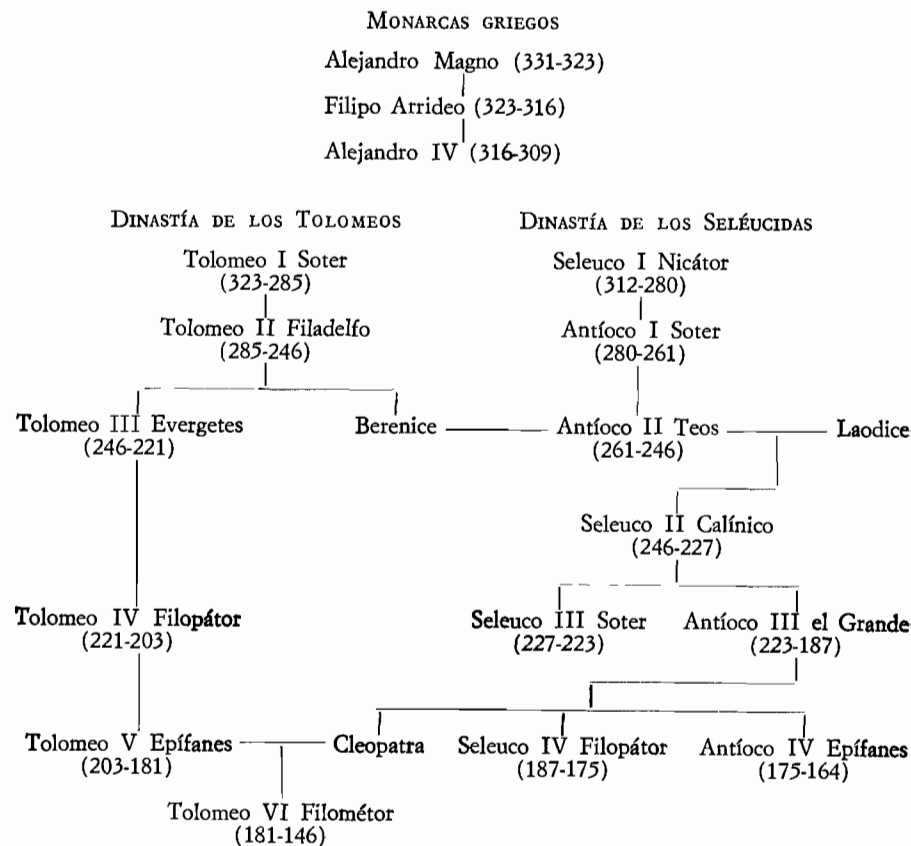 MONARCAS GRIEGOS
Alejandro Magno (331-323)
Filipo Arrideo (323-316)
Alejandro IV (316-309)
DINASTÍA DE LOS TOLOMEOS
DINASTÍA DE LOS SELÉUCIDAS
Tolomeo I Soter
(323-285)
Seleuco I Nicátor
(312-280)
Tolomeo II Filadelfo
(285-246)
Antíoco I Soter
(280-261)
Tolomeo III Evergetes
(246-221)
Berenice
Antíoco II Teos
(261-246)
Laodice
Seleuco II Calínico
(246-227)
Tolomeo IV Filopátor
(221-203)
Seleuco III Soter
(227-223)
Antíoco III el Grande
(223-187)
Tolomeo V Epífanes
(203-181)
Cleopatra
Seleuco IV Filopátor
(187-175)
Antíoco IV Epífanes
(175-164)
Tolomeo VI Filométor
(181-146)